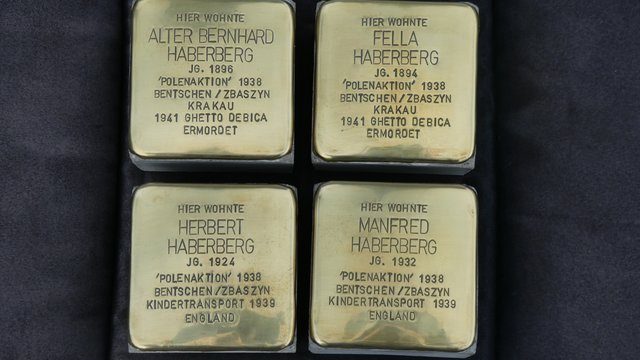 HIER WOHNTE
ALTER BERNHARD
HABERBERG
JG. 1896
'POLENAKTION' 1938
BENTSCHEN/ZBASZYN
KRAKAU
1941 GHETTO DEBICA
ERMORDET
HIER WOHNTE
FELLA
HABERBERG
JG. 1894
'POLENAKTION' 1938
BENTSCHEN/ZBASZYN
KRAKAU
1941 GHETTO DEBICA
ERMORDET
HIER WOHNTE
HERBERT
HABERBERG
JG. 1924
'POLENAKTION' 1938
BENTSCHEN/ZBASZYN
KINDERTRANSPORT 1939
ENGLAND
HIER WOHNTE
MANFRED
HABERBERG
JG. 1932
'POLENAKTION' 1938
BENTSCHEN/ZBASZYN
KINDERTRANSPORT 1939
ENGLAND